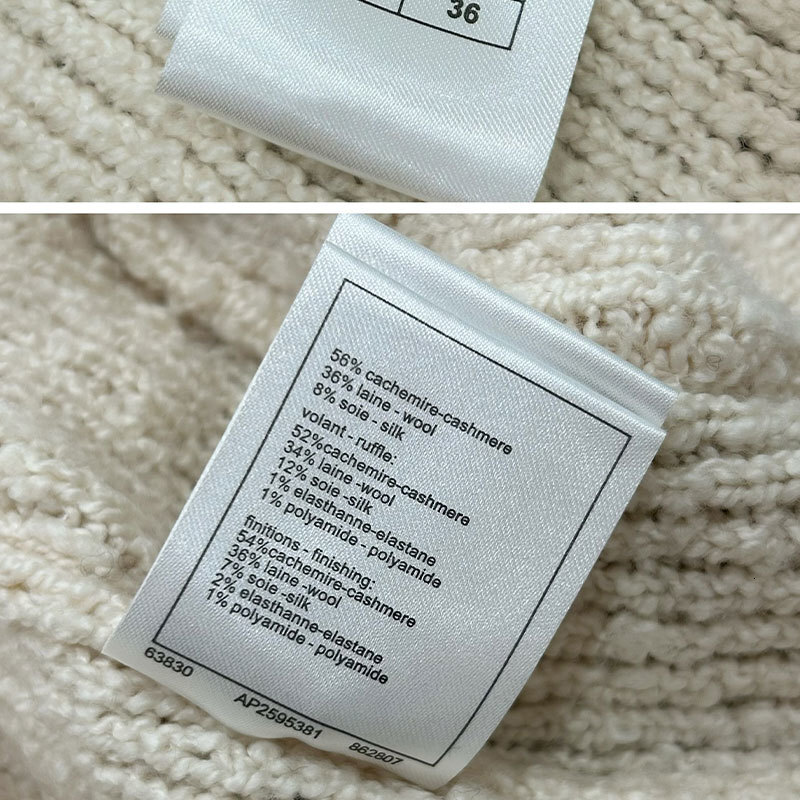 36
56% cachemire-cashmere
36% laine - wool
8% soie - silk
volant - ruffle:
52%cachemire-cashmere
34% laine -wool
12% soie -silk
1% elasthanne-elastane
1% polyamide - polyamide
finitions - finishing:
54%cachemire-cashmere
36% laine -wool
7% soie -silk
2% elasthanne-elastane
1% polyamide - polyamide
63830
AP2595381
862807